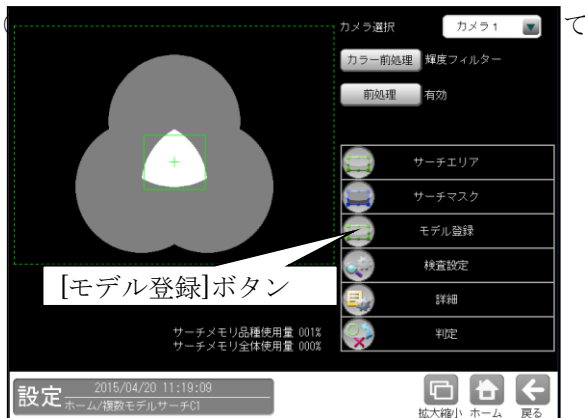 カメラ選択 カメラ1 て
カラー前処理 輝度フィルター
前処理 有効
サーチエリア
サーチマスク
モデル登録
検査設定
[モデル登録]ボタン
詳細
サーチメモリ品種使用量 001%
判定
サーチメモリ全体使用量 000%
設定 2015/04/20 11:19:09
ホーム/複数モデルサーチC1
拡大縮小 ホーム 戻る